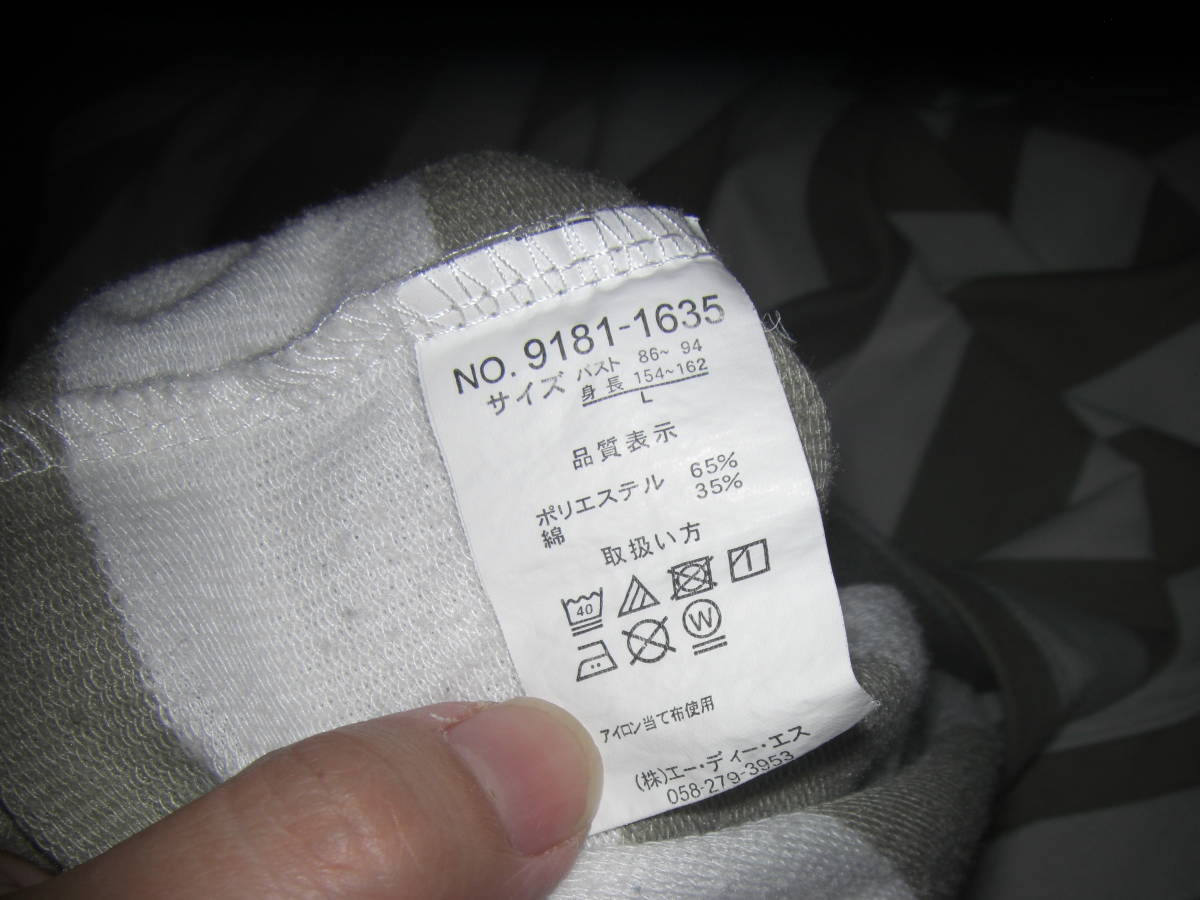 NO. 9181-1635
サイズ バスト 86~ 94
身長 154~162
L
品質表示
ポリエステル 65%
綿 35%
取扱い方
40
W
アイロン当て布使用
(株)エー・ディー・エス
058-279-3953